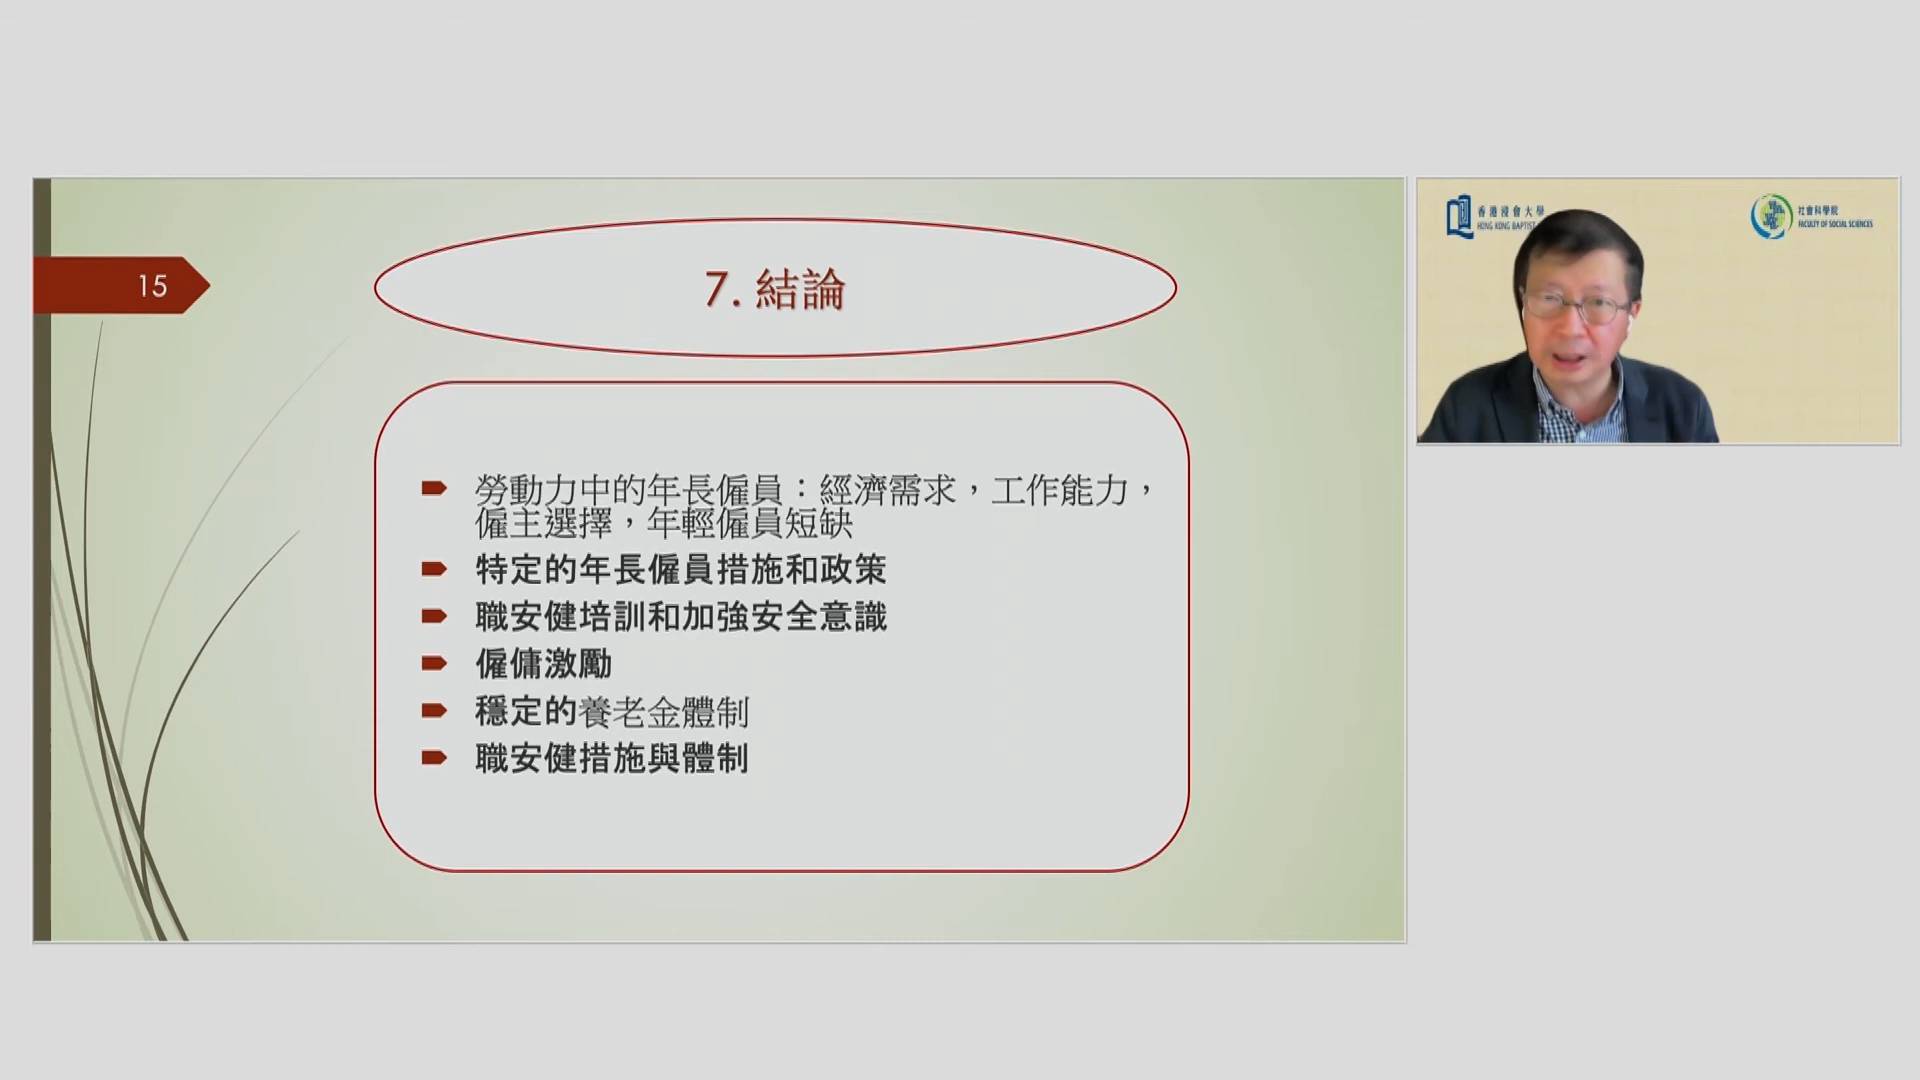 15
7. 結論
勞動力中的年長僱員：經濟需求，工作能力，
僱主選擇，年輕僱員短缺
特定的年長僱員措施和政策
職安健培訓和加強安全意識
僱傭激勵
穩定的養老金體制
職安健措施與體制
香港浸會大學
HONG KONG BAPTIST
社會科學院
FACULTY OF SOCIAL SCIENCES